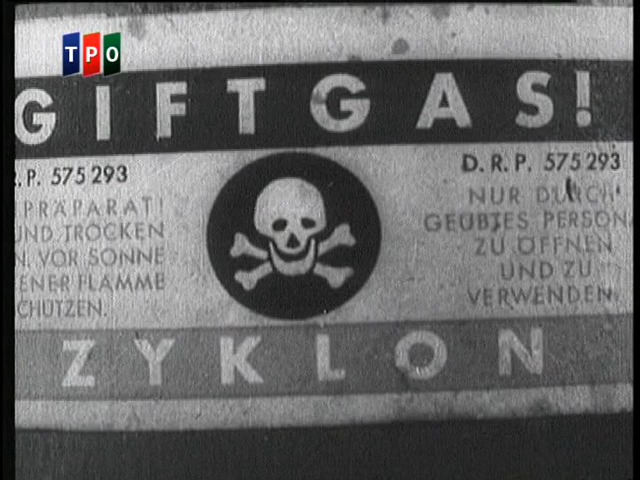 TPO
GIFTGAS!
.P. 575 293
PRÄPARAT!
UND TROCKEN
N. VOR SONNE
ENER FLAMME
CHÜTZEN.
D. R. P. 575 293
NUR DURCH
GEÜBTES PERSON
ZU ÖFFNEN
UND ZU
VERWENDEN.
ZYKLON